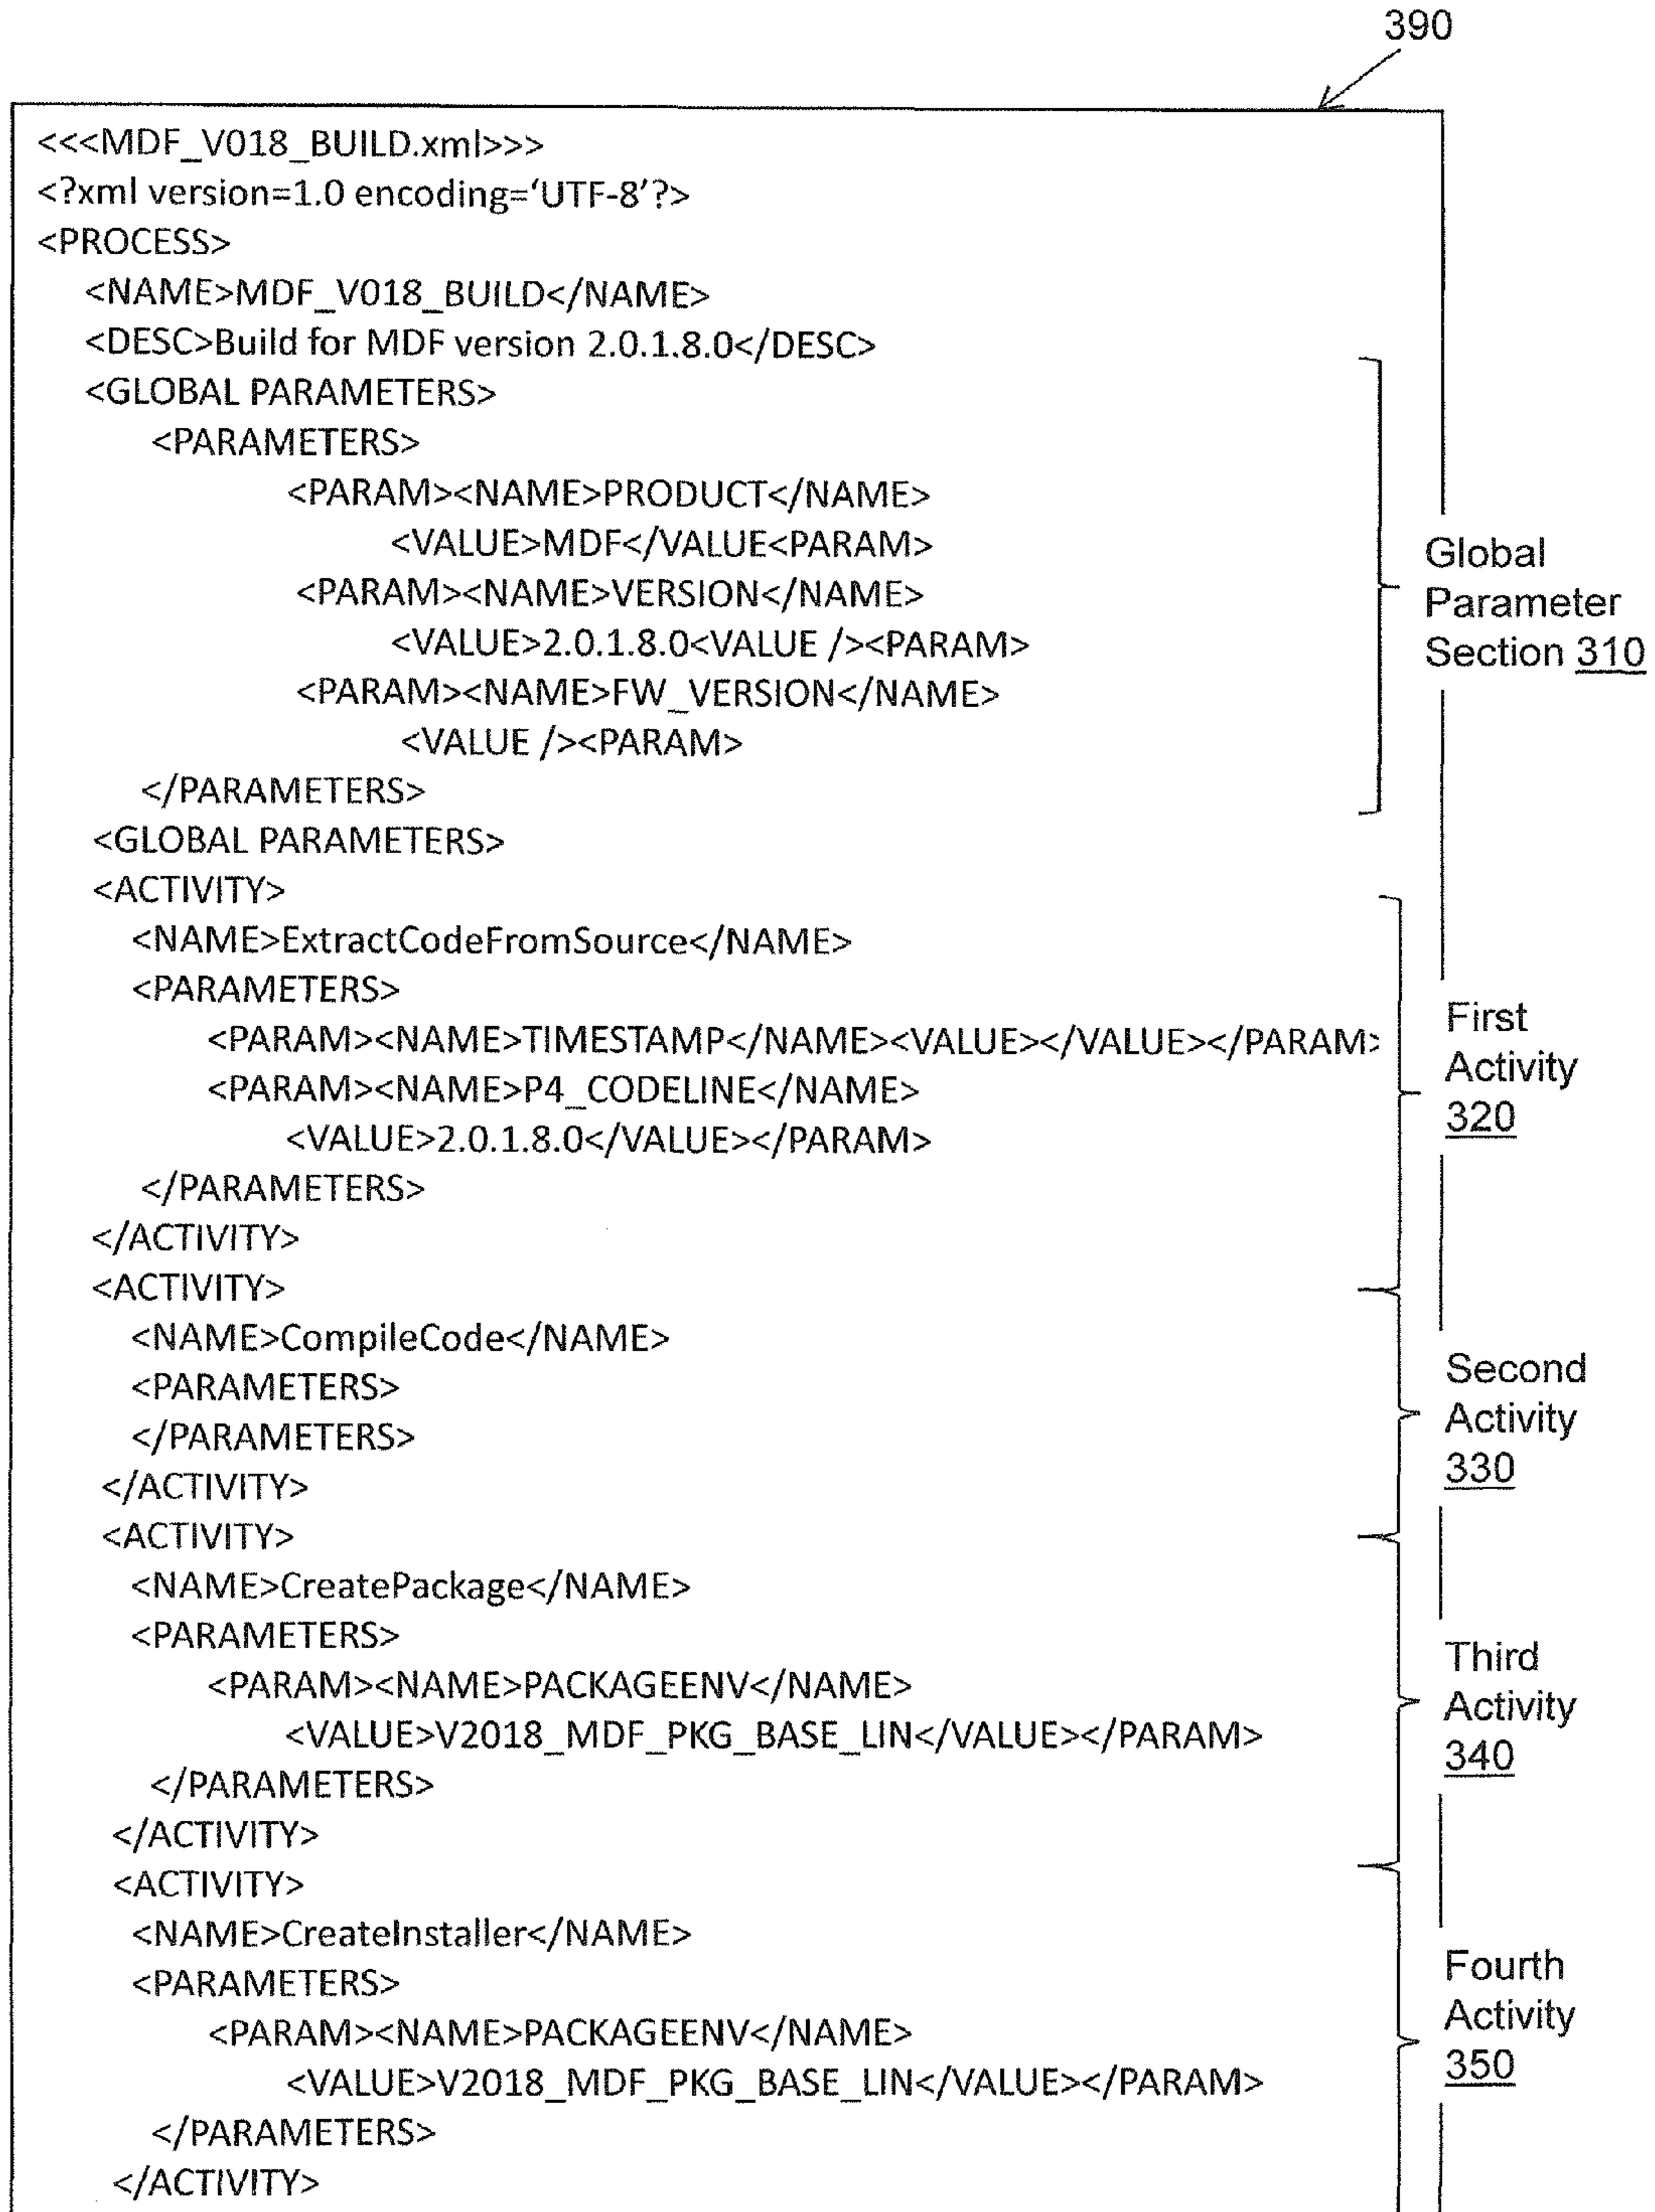 390
<<<MDF_V018_BUILD.xml>>>
<?xml version=1.0 encoding=‘UTF-8’?>
<PROCESS>
<NAME>MDF_V018_BUILD</NAME>
<DESC>Build for MDF version 2.0.1.8.0</DESC>
<GLOBAL PARAMETERS>
<PARAMETERS>
<PARAM><NAME>PRODUCT</NAME>
<VALUE>MDF</VALUE<PARAM>
<PARAM><NAME>VERSION</NAME>
<VALUE>2.0.1.8.0<VALUE /><PARAM>
<PARAM><NAME>FW_VERSION</NAME>
<VALUE /><PARAM>
</PARAMETERS>
<GLOBAL PARAMETERS>
Global
Parameter
Section 310
<ACTIVITY>
<NAME>ExtractCodeFromSource</NAME>
<PARAMETERS>
<PARAM><NAME>TIMESTAMP</NAME><VALUE></VALUE></PARAM>
<PARAM><NAME>P4_CODELINE</NAME>
<VALUE>2.0.1.8.0</VALUE></PARAM>
</PARAMETERS>
</ACTIVITY>
First
Activity
320
<ACTIVITY>
<NAME>CompileCode</NAME>
<PARAMETERS>
</PARAMETERS>
</ACTIVITY>
Second
Activity
330
<ACTIVITY>
<NAME>CreatePackage</NAME>
<PARAMETERS>
<PARAM><NAME>PACKAGEENV</NAME>
<VALUE>V2018_MDF_PKG_BASE_LIN</VALUE></PARAM>
</PARAMETERS>
</ACTIVITY>
Third
Activity
340
<ACTIVITY>
<NAME>CreateInstaller</NAME>
<PARAMETERS>
<PARAM><NAME>PACKAGEENV</NAME>
<VALUE>V2018_MDF_PKG_BASE_LIN</VALUE></PARAM>
</PARAMETERS>
</ACTIVITY>
Fourth
Activity
350